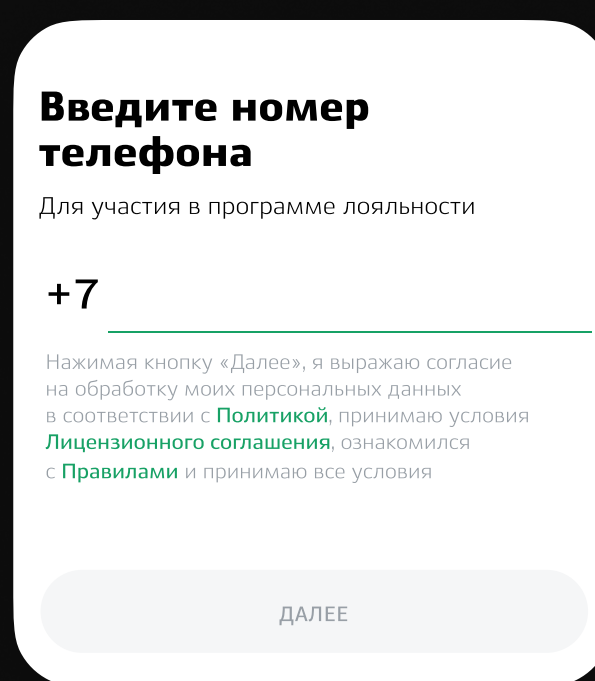 Введите номер
телефона
Для участия в программе лояльности
+7
Нажимая кнопку «Далее», я выражаю согласие
на обработку моих персональных данных
в соответствии с Политикой, принимаю условия
Лицензионного соглашения, ознакомился
с Правилами и принимаю все условия
ДАЛЕЕ